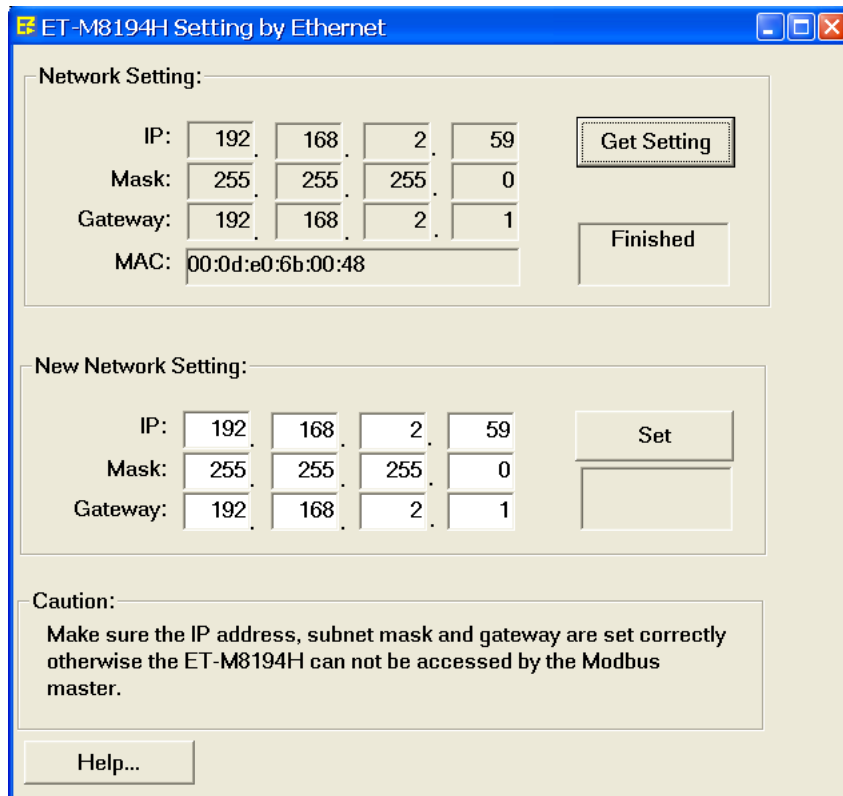 ET-M8194H Setting by Ethernet
Network Setting:
IP: 192 . 168 . 2 . 59
Get Setting
Mask: 255 . 255 . 255 . 0
Gateway: 192 . 168 . 2 . 1
Finished
MAC: 00:0d:e0:6b:00:48
New Network Setting:
IP: 192 . 168 . 2 . 59
Set
Mask: 255 . 255 . 255 . 0
Gateway: 192 . 168 . 2 . 1
Caution:
Make sure the IP address, subnet mask and gateway are set correctly
otherwise the ET-M8194H can not be accessed by the Modbus
master.
Help...